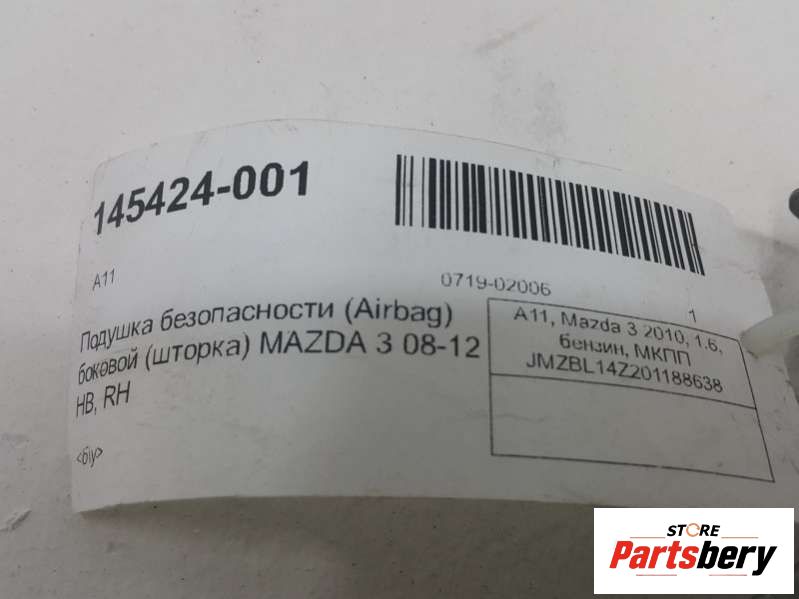 145424-001
A11
0719-02006
1
Подушка безопасности (Airbag)
боковой (шторка) MAZDA 3 08-12
HB, RH
<б/у>
A11, Mazda 3 2010, 1.6,
бензин, МКПП
JMZBL14Z201188638
STORE
Partsbery